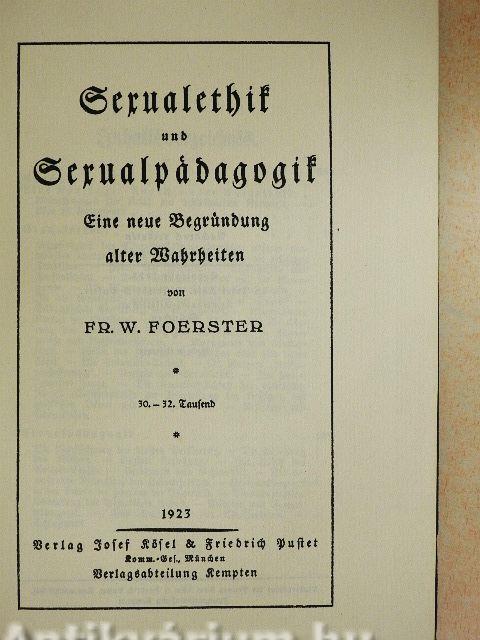 Sexualethik
und
Sexualpädagogik
Eine neue Begründung
alter Wahrheiten
von
FR. W. FOERSTER
*
30. – 32. Tausend
*
1923
Verlag Josef Kösel & Friedrich Pustet
Komm.-Ges., München
Verlagsabteilung Kempten
Antikvárium.hu